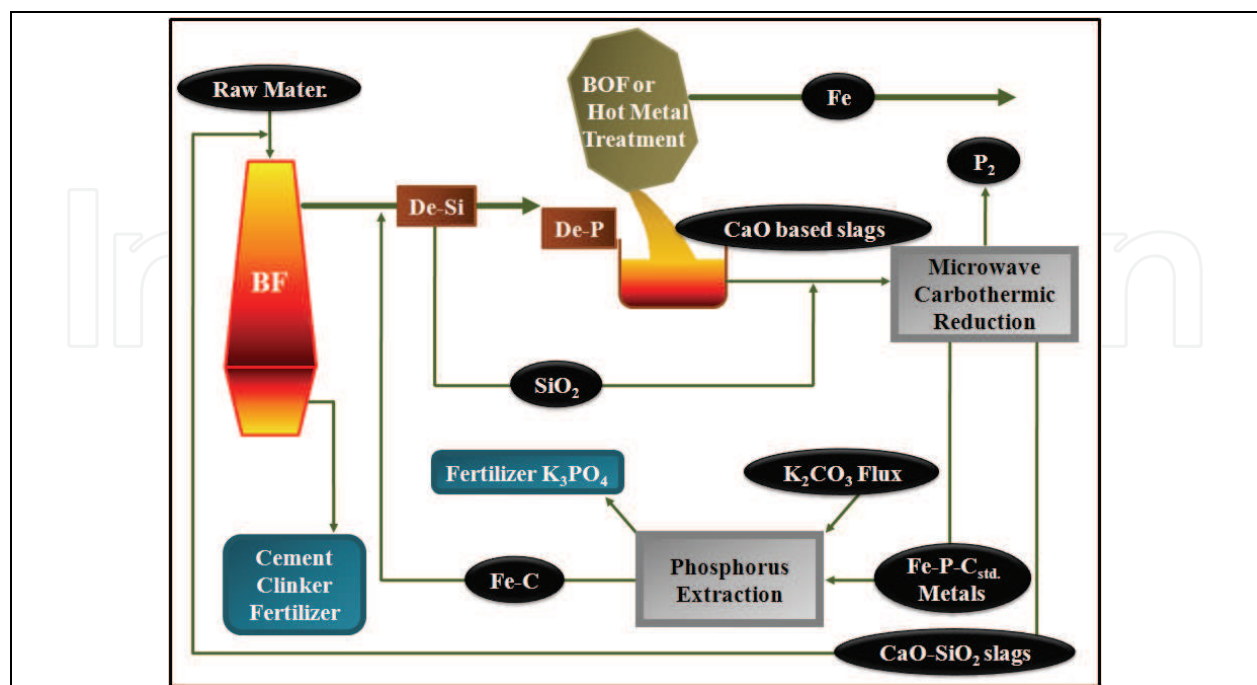 Raw Mater.
BOF or
Hot Metal
Treatment
Fe
P₂
De-Si
De-P
CaO based slags
BF
Microwave
Carbothermic
Reduction
SiO₂
Fertilizer K₃PO₄
K₂CO₃ Flux
Cement
Clinker
Fertilizer
Fe-C
Phosphorus
Extraction
Fe-P-Cstd.
Metals
CaO-SiO₂ slags